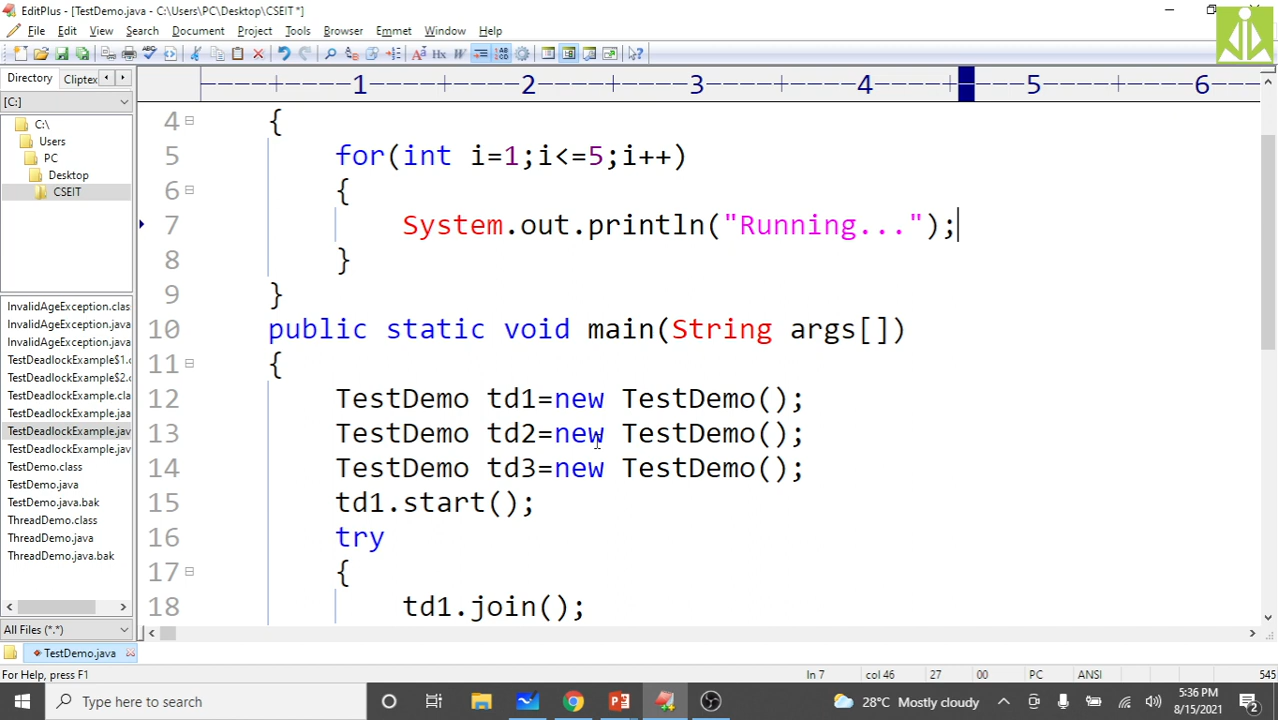 EditPlus - [TestDemo.java - C:\Users\PC\Desktop\CSEIT *]
File Edit View Search Document Project Tools Browser Emmet Window Help
Directory Cliptex
[C:]
C:\
Users
PC
Desktop
CSEIT
InvalidAgeException.clas
InvalidAgeException.java
InvalidAgeException.java
TestDeadlockExample$1.c
TestDeadlockExample$2.c
TestDeadlockExample.clas
TestDeadlockExample.jaa
TestDeadlockExample.jav
TestDeadlockExample.jav
TestDemo.class
TestDemo.java
TestDemo.java.bak
ThreadDemo.class
ThreadDemo.java
ThreadDemo.java.bak
All Files (*.*)
1 2 3 4 5 6
4 {
5 for(int i=1;i<=5;i++)
6 {
7 System.out.println("Running...");
8 }
9 }
10 public static void main(String args[])
11 {
12 TestDemo td1=new TestDemo();
13 TestDemo td2=new TestDemo();
14 TestDemo td3=new TestDemo();
15 td1.start();
16 try
17 {
18 td1.join();
TestDemo.java
For Help, press F1 ln 7 col 46 27 00 PC ANSI 545
Type here to search 28°C Mostly cloudy 5:36 PM
8/15/2021 2